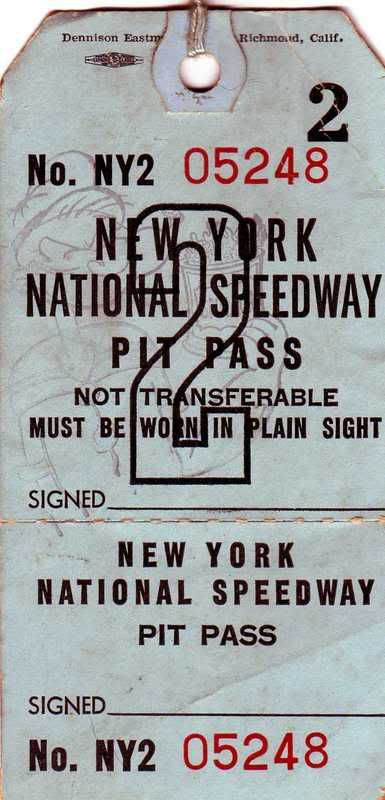 Dennison Eastm Richmond, Calif.
2
No. NY2 05248
2
NEW YORK
NATIONAL SPEEDWAY
PIT PASS
NOT TRANSFERABLE
MUST BE WORN IN PLAIN SIGHT
SIGNED
NEW YORK
NATIONAL SPEEDWAY
PIT PASS
SIGNED
No. NY2 05248